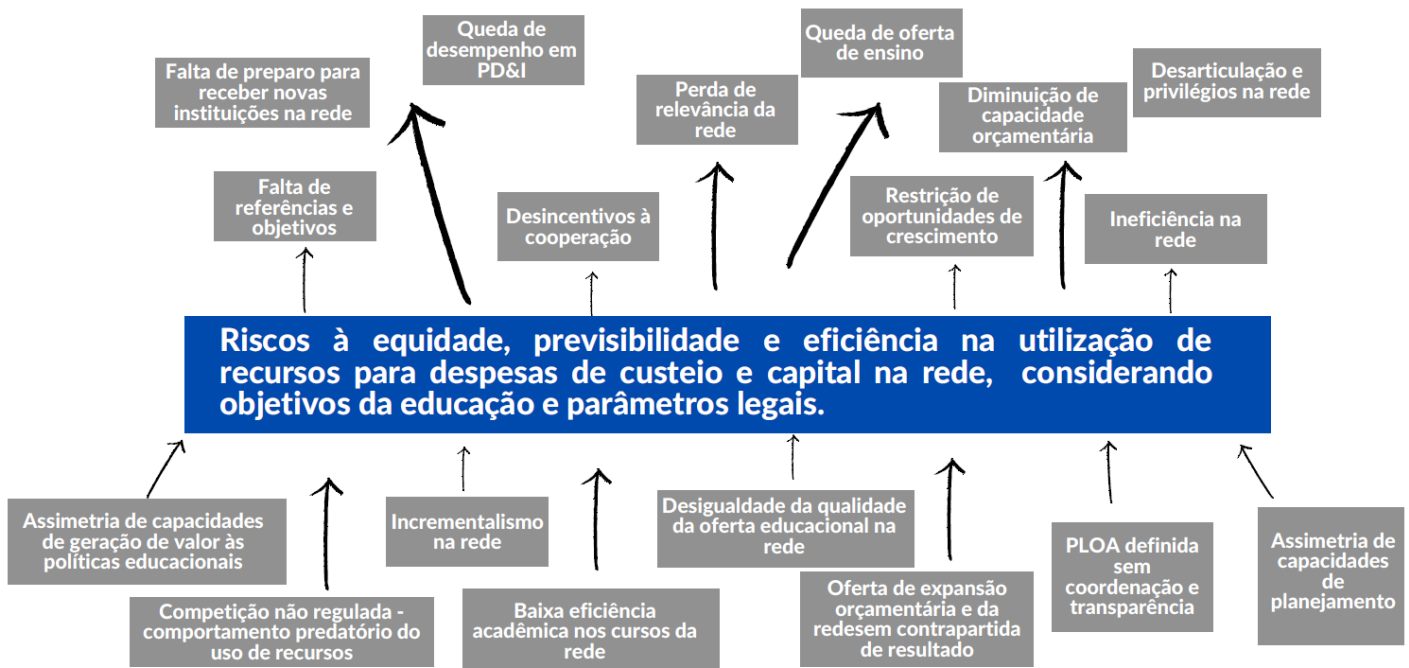 Queda de
desempenho em
PD&I
Queda de oferta
de ensino
Falta de preparo para
receber novas
instituições na rede
Perda de
relevância da
rede
Diminuição de
capacidade
orçamentária
Desarticulação e
privilégios na rede
Falta de
referências e
objetivos
Desincentivos à
cooperação
Restrição de
oportunidades de
crescimento
Ineficiência na
rede
Riscos à equidade, previsibilidade e eficiência na utilização de
recursos para despesas de custeio e capital na rede, considerando
objetivos da educação e parâmetros legais.
Assimetria de capacidades
de geração de valor às
políticas educacionais
Incrementalismo
na rede
Desigualdade da qualidade
da oferta educacional na
rede
PLOA definida
sem
coordenação e
transparência
Assimetria de
capacidades
de
planejamento
Competição não regulada -
comportamento predatório do
uso de recursos
Baixa eficiência
acadêmica nos cursos da
rede
Oferta de expansão
orçamentária e da
redesem contrapartida
de resultado